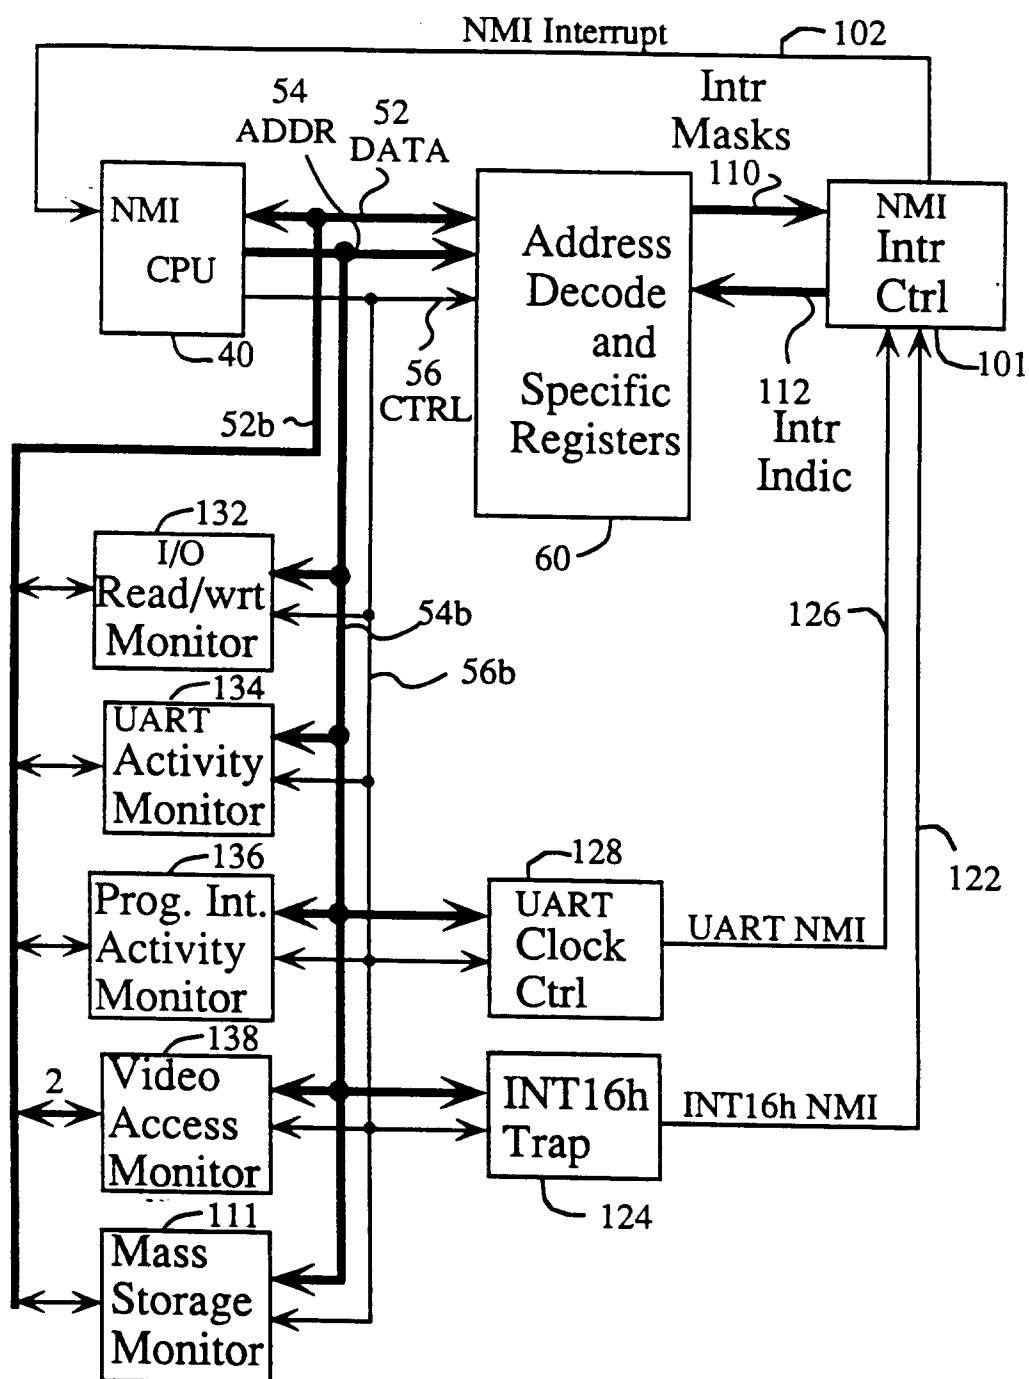 NMI Interrupt
102
54
ADDR
52
DATA
Intr
Masks
110
NMI
CPU
40
Address
Decode
and
Specific
Registers
60
NMI
Intr
Ctrl
101
56
CTRL
112
Intr
Indic
52b
132
I/O
Read/wrt
Monitor
54b
126
56b
134
UART
Activity
Monitor
136
Prog. Int.
Activity
Monitor
128
UART
Clock
Ctrl
UART NMI
122
138
Video
Access
Monitor
2
INT16h
Trap
INT16h NMI
124
111
Mass
Storage
Monitor